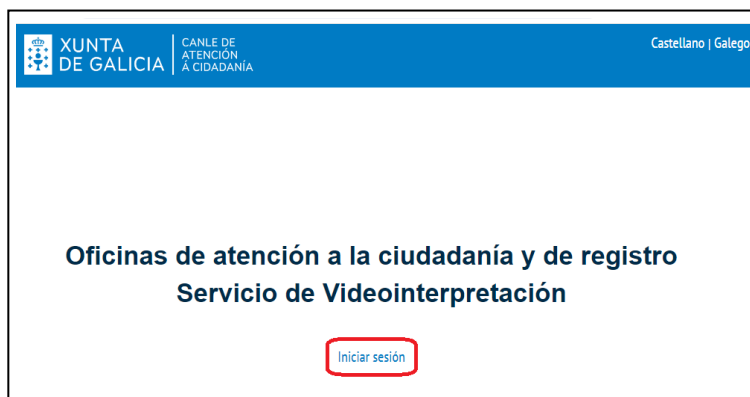 XUNTA
DE GALICIA
CANLE DE
ATENCIÓN
Á CIDADANÍA
Castellano | Galego
Oficinas de atención a la ciudadanía y de registro
Servicio de Videointerpretación
Iniciar sesión